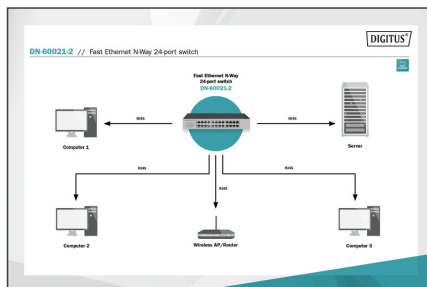 DIGITUS®
DN-60021-2 // Fast Ethernet N-Way 24-port switch
Fast Ethernet N-Way
24-port switch
DN-60021-2
RJ45
RJ45
Computer 1
Server
RJ45
RJ45
RJ45
Computer 2
Wireless AP/Router
Computer 3